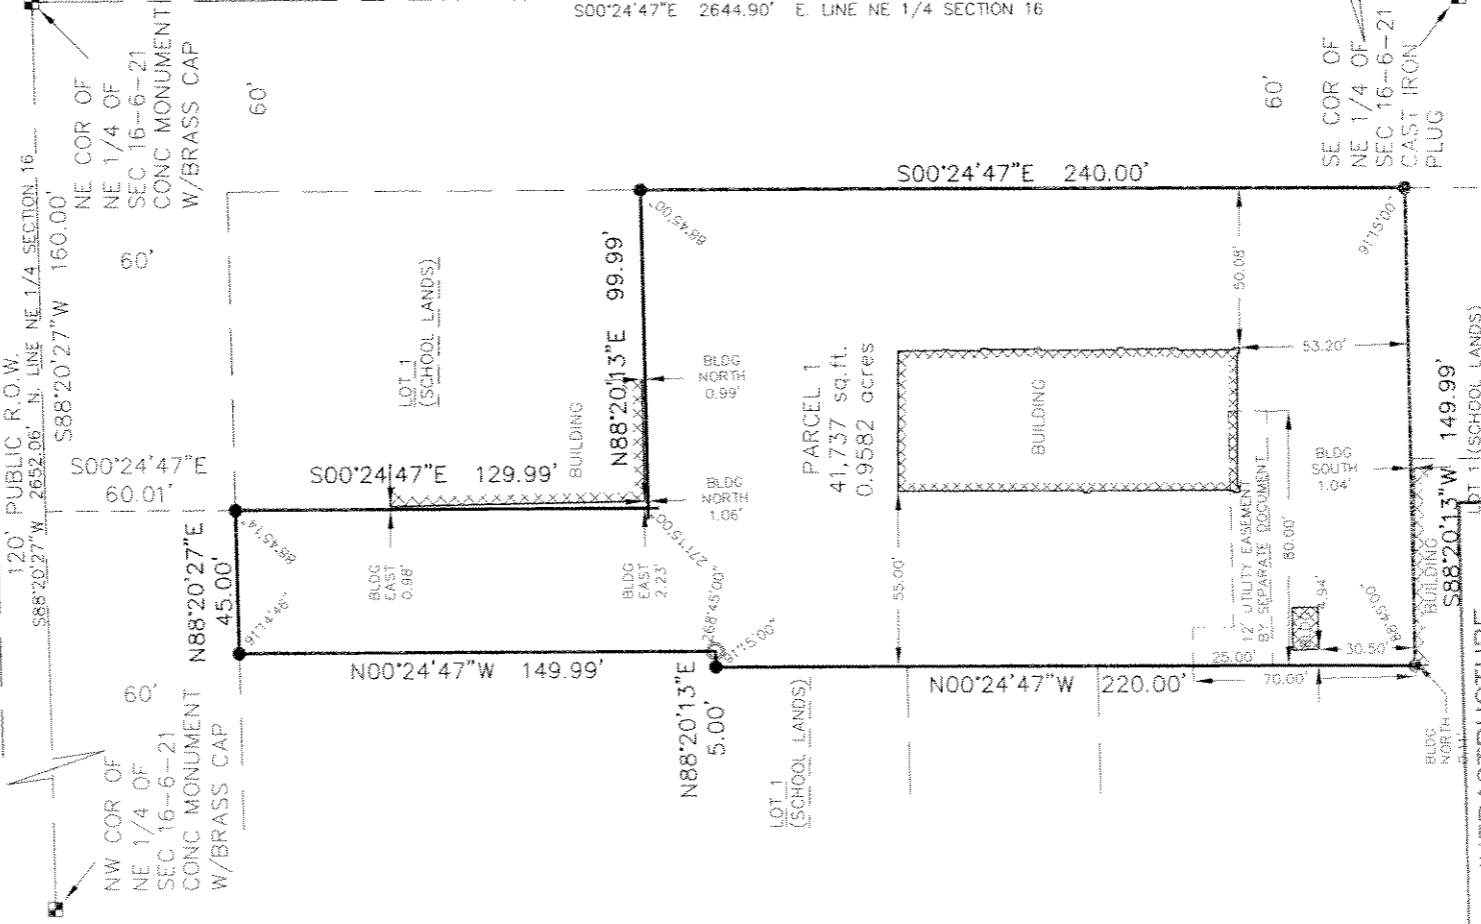 S00°24'47"E 2644.90' E. LINE NE 1/4 SECTION 16
120' PUBLIC R.O.W.
S88°20'27"W 2652.06' N. LINE NE 1/4 SECTION 16
S88°20'27"W 160.00'
NE COR OF
NE 1/4 OF
SEC 16-6-21
CONC MONUMENT
W/BRASS CAP
60'
60'
60'
SE COR OF
NE 1/4 OF
SEC 16-6-21
CAST IRON
PLUG
S00°24'47"E 240.00'
88°45'00"
91°15'00"
N88°20'13"E 99.99'
LOT 1
(SCHOOL LANDS)
BLDG
NORTH
0.99'
PARCEL 1
41,737 sq.ft.
0.9582 acres
BUILDING
50.08'
53.20'
S00°24'47"E
60.01'
S00°24'47"E 129.99'
BUILDING
BLDG
NORTH
1.06'
BLDG
SOUTH
1.04'
S88°20'13"W 149.99'
LOT 1 (SCHOOL LANDS)
N88°20'27"E
45.00'
88°45'14"
91°14'46"
BLDG
EAST
0.98'
BLDG
EAST
2.23'
271°15'00"
268°45'00"
91°15'00"
55.00'
12' UTILITY EASEMENT
BY SEPARATE DOCUMENT
80.00'
4.94'
88°45'00"
BUILDING
25.00'
30.50'
70.00'
N00°24'47"W 149.99'
N88°20'13"E
5.00'
N00°24'47"W 220.00'
LOT 1
(SCHOOL LANDS)
60'
NW COR OF
NE 1/4 OF
SEC 16-6-21
CONC MONUMENT
W/BRASS CAP
BLDG
NORTH